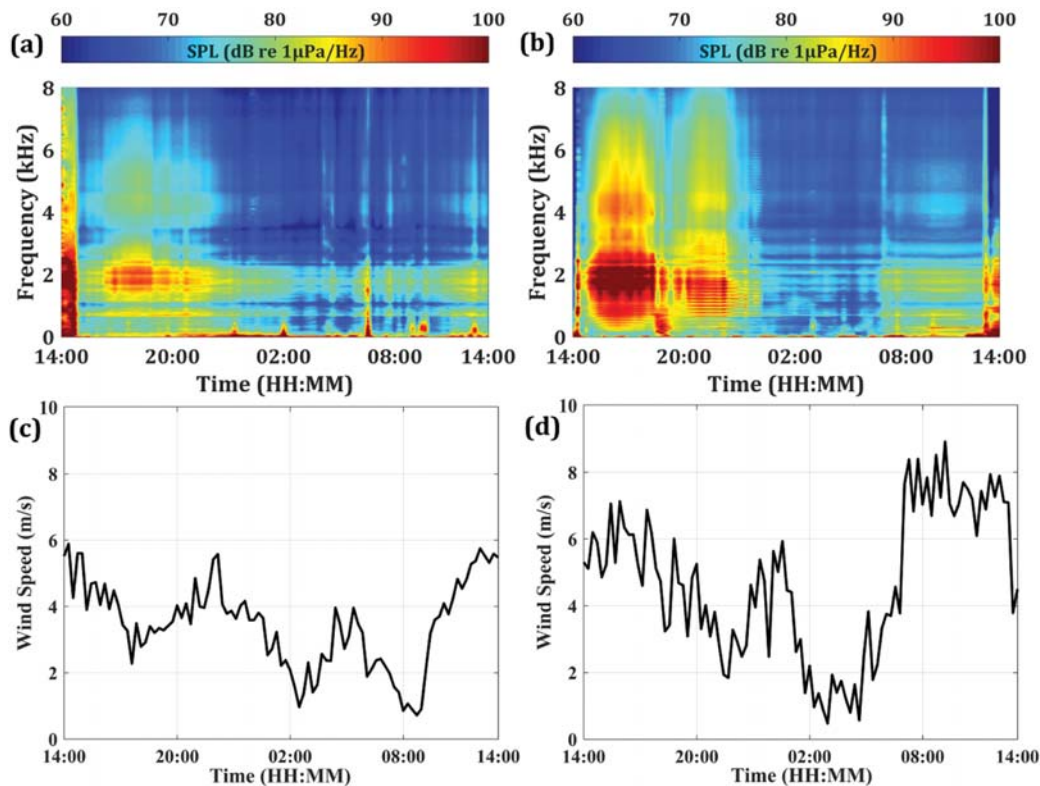 60 70 80 90 100
(a) SPL (dB re 1μPa/Hz)
8
6
4
2
0
Frequency (kHz)
14:00 20:00 02:00 08:00 14:00
Time (HH:MM)
60 70 80 90 100
(b) SPL (dB re 1μPa/Hz)
8
6
4
2
0
Frequency (kHz)
14:00 20:00 02:00 08:00 14:00
Time (HH:MM)
(c)
10
8
6
4
2
0
Wind Speed (m/s)
14:00 20:00 02:00 08:00 14:00
Time (HH:MM)
(d)
10
8
6
4
2
0
Wind Speed (m/s)
14:00 20:00 02:00 08:00 14:00
Time (HH:MM)